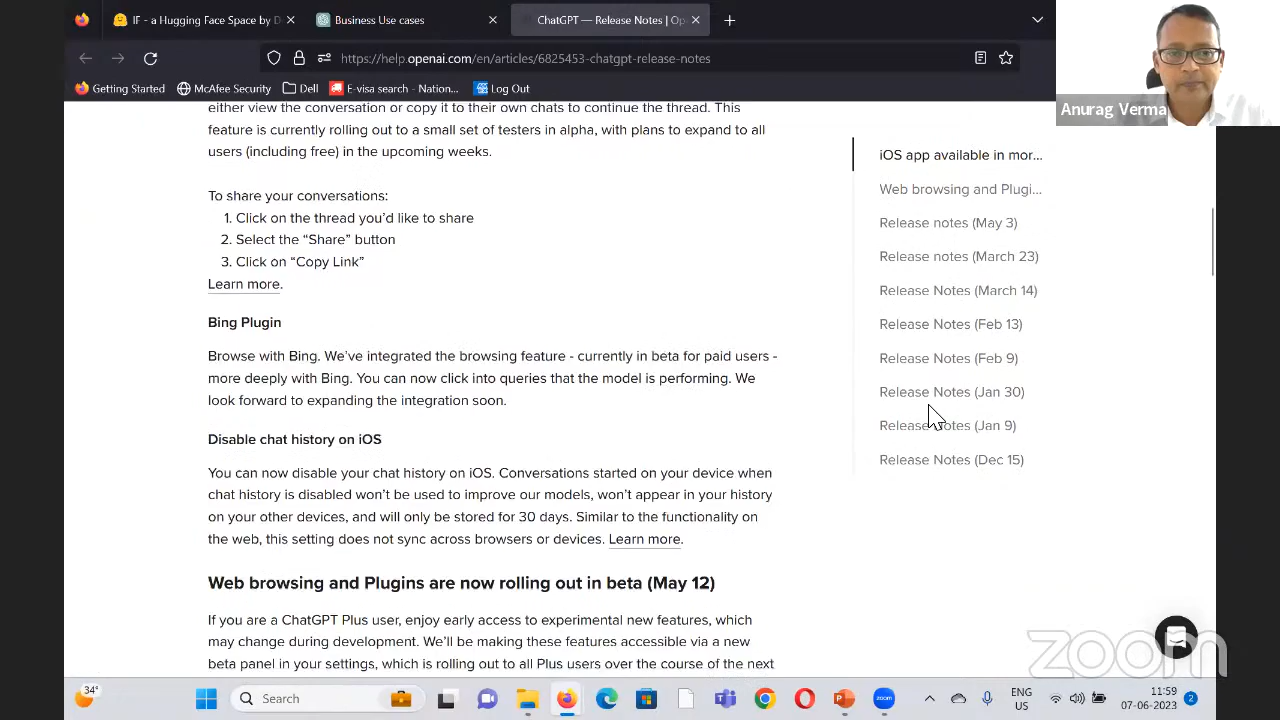 IF - a Hugging Face Space by D
Business Use cases
ChatGPT — Release Notes | Op
https://help.openai.com/en/articles/6825453-chatgpt-release-notes
Getting Started
McAfee Security
Dell
E-visa search - Nation...
Log Out
Anurag Verma
either view the conversation or copy it to their own chats to continue the thread. This
feature is currently rolling out to a small set of testers in alpha, with plans to expand to all
users (including free) in the upcoming weeks.
To share your conversations:
1. Click on the thread you’d like to share
2. Select the “Share” button
3. Click on “Copy Link”
Learn more.
Bing Plugin
Browse with Bing. We’ve integrated the browsing feature - currently in beta for paid users -
more deeply with Bing. You can now click into queries that the model is performing. We
look forward to expanding the integration soon.
Disable chat history on iOS
You can now disable your chat history on iOS. Conversations started on your device when
chat history is disabled won’t be used to improve our models, won’t appear in your history
on your other devices, and will only be stored for 30 days. Similar to the functionality on
the web, this setting does not sync across browsers or devices. Learn more.
Web browsing and Plugins are now rolling out in beta (May 12)
If you are a ChatGPT Plus user, enjoy early access to experimental new features, which
may change during development. We’ll be making these features accessible via a new
beta panel in your settings, which is rolling out to all Plus users over the course of the next
iOS app available in mor...
Web browsing and Plugi...
Release notes (May 3)
Release notes (March 23)
Release Notes (March 14)
Release Notes (Feb 13)
Release Notes (Feb 9)
Release Notes (Jan 30)
Release Notes (Jan 9)
Release Notes (Dec 15)
zoom
34°
Search
ENG
US
11:59
07-06-2023
2